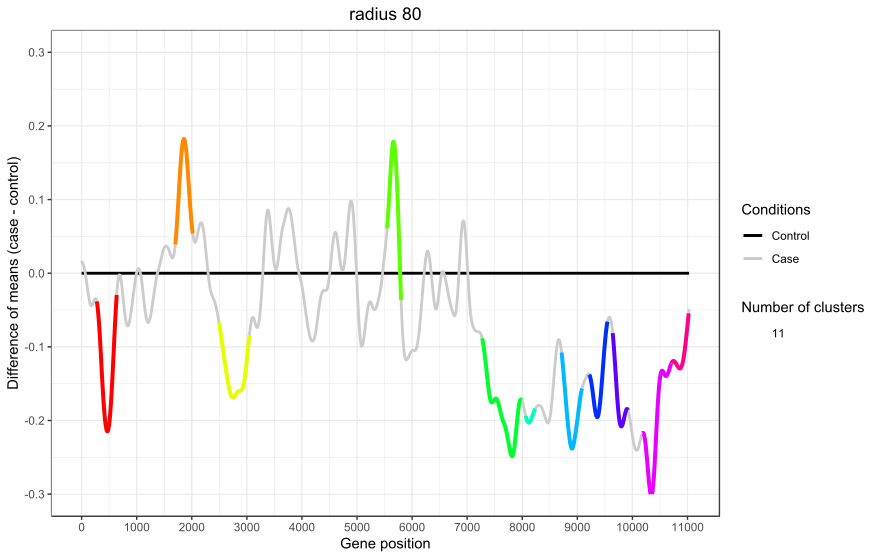 radius 80
Difference of means (case - control)
0.3
0.2
0.1
0.0
-0.1
-0.2
-0.3
0 1000 2000 3000 4000 5000 6000 7000 8000 9000 10000 11000
Gene position
Conditions
Control
Case
Number of clusters
11